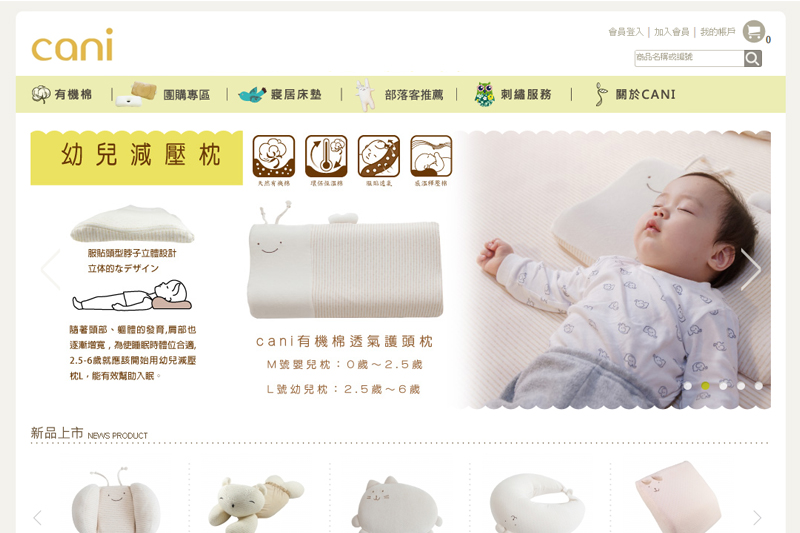 cani
會員登入 | 加入會員 | 我的帳戶
0
商品名稱或編號
有機棉 | 團購專區 | 寢居床墊 | 部落客推薦 | 刺繡服務 | 關於CANI
幼兒減壓枕
天然有機棉 環保恆溫棉 服貼透氣 感溫釋壓棉
服貼頭型脖子立體設計
立体的なデザイン
隨著頭部、軀體的發育,肩部也
逐漸增寬，為使睡眠時體位合適,
2.5-6歲就應該開始用幼兒減壓
枕L，能有效幫助入眠。
cani有機棉透氣護頭枕
M號嬰兒枕：0歲～2.5歲
L號幼兒枕：2.5歲～6歲
新品上市 NEWS PRODUCT